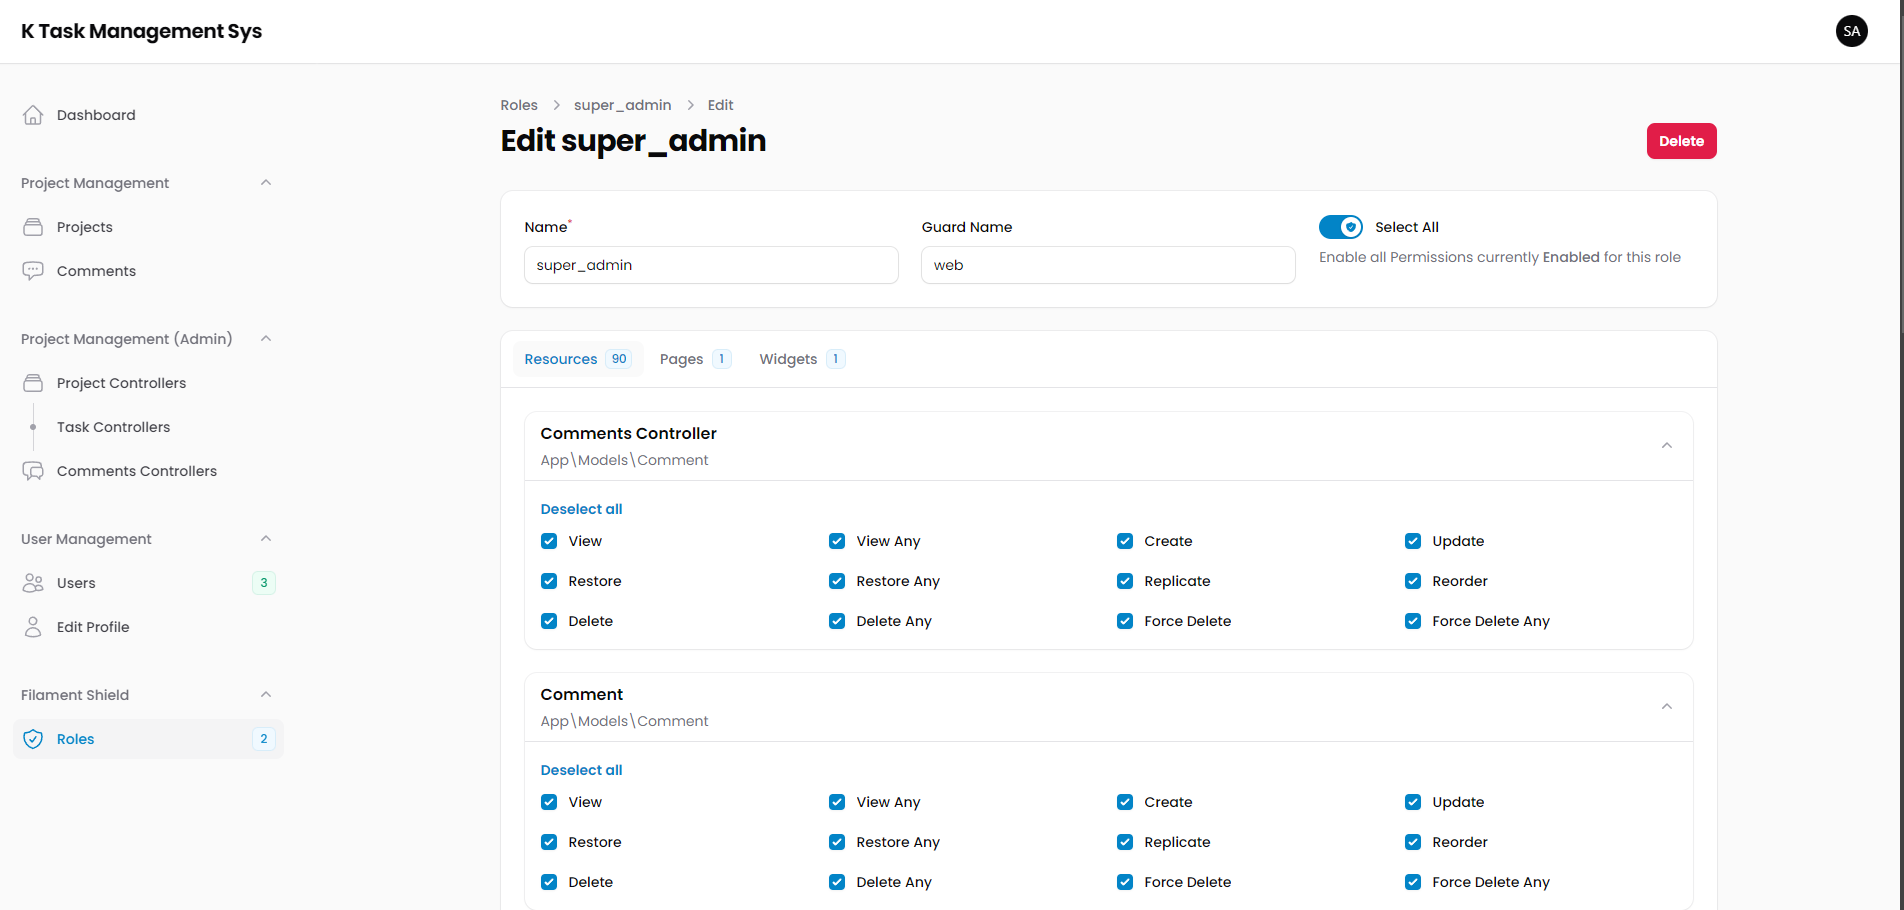 K Task Management Sys
SA
Dashboard
Project Management
Projects
Comments
Project Management (Admin)
Project Controllers
Task Controllers
Comments Controllers
User Management
Users 3
Edit Profile
Filament Shield
Roles 2
Roles > super_admin > Edit
Edit super_admin
Delete
Name*
super_admin
Guard Name
web
Select All
Enable all Permissions currently Enabled for this role
Resources 90 Pages 1 Widgets 1
Comments Controller
App\Models\Comment
Deselect all
View View Any Create Update
Restore Restore Any Replicate Reorder
Delete Delete Any Force Delete Force Delete Any
Comment
App\Models\Comment
Deselect all
View View Any Create Update
Restore Restore Any Replicate Reorder
Delete Delete Any Force Delete Force Delete Any